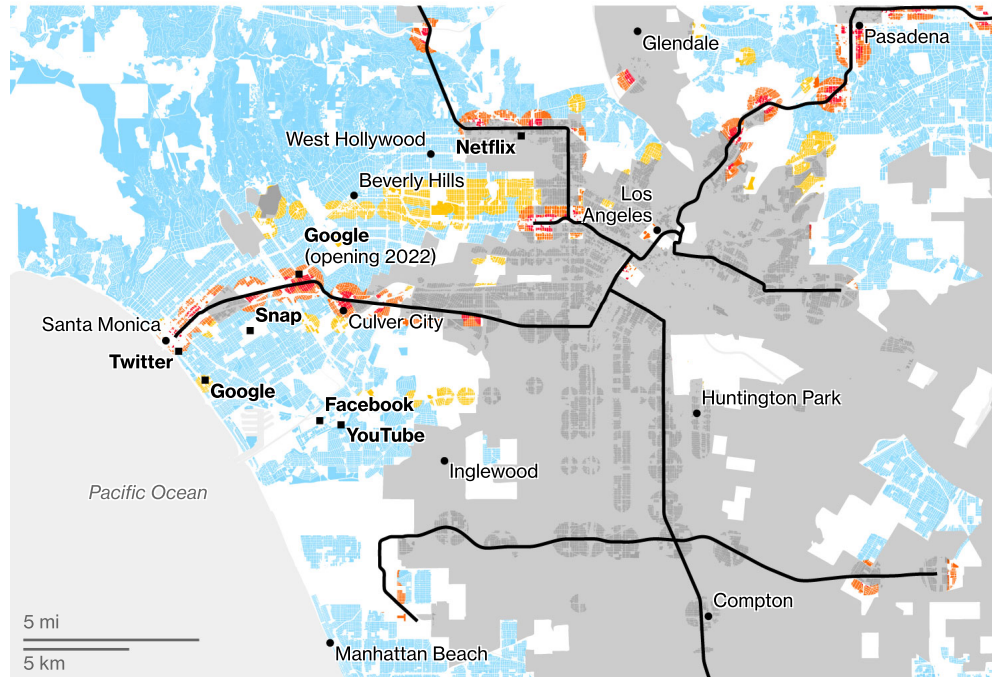 Glendale
Pasadena
West Hollywood
Netflix
Beverly Hills
Los
Angeles
Google
(opening 2022)
Santa Monica
Snap
Culver City
Twitter
Google
Facebook
YouTube
Huntington Park
Inglewood
Pacific Ocean
Compton
5 mi
5 km
Manhattan Beach